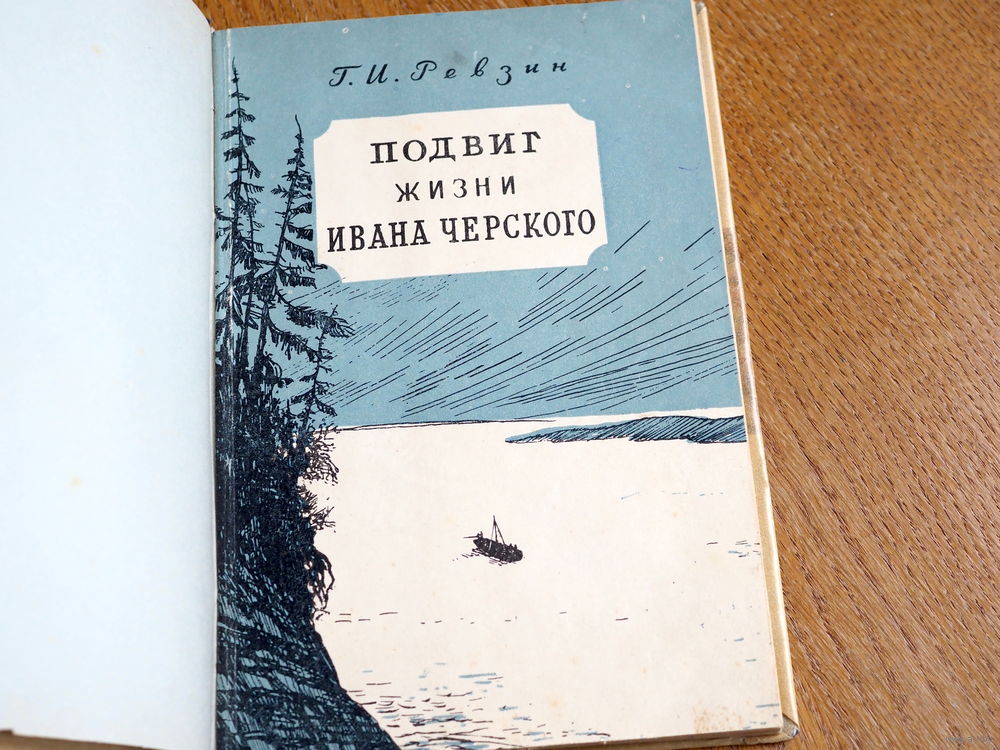 Г. И. Ревзин
ПОДВИГ
ЖИЗНИ
ИВАНА ЧЕРСКОГО